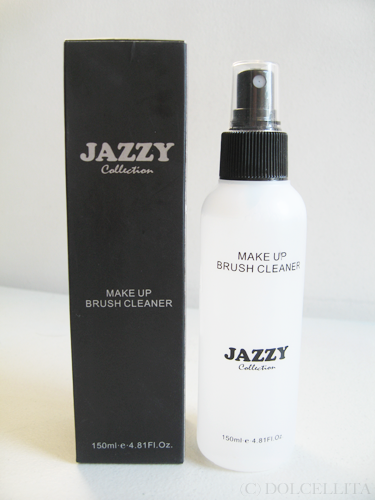 JAZZY
Collection
MAKE UP
BRUSH CLEANER
150ml·e·4.81Fl.Oz.
MAKE UP
BRUSH CLEANER
JAZZY
Collection
150ml·e·4.81Fl.Oz
© DOLCELLITA